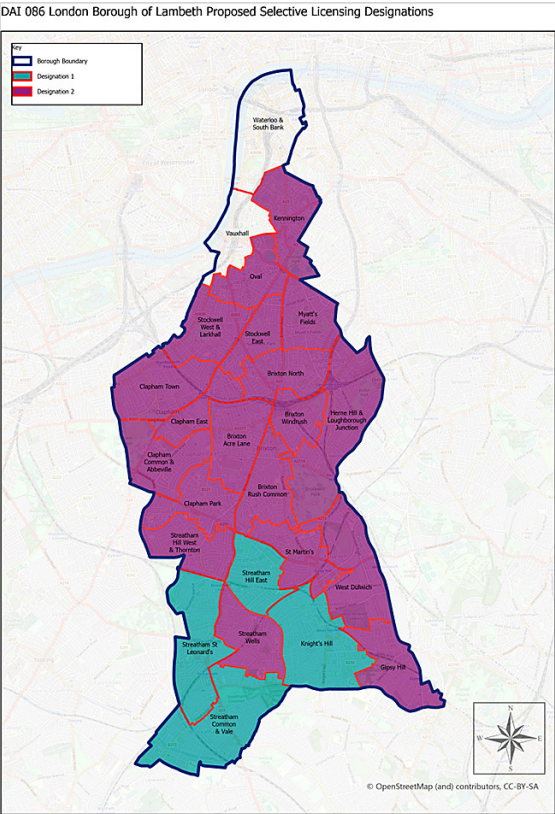 DAI 086 London Borough of Lambeth Proposed Selective Licensing Designations
Key
Borough Boundary
Designation 1
Designation 2
Waterloo &
South Bank
Kennington
Vauxhall
Oval
Stockwell
West &
Larkhall
Myatt's
Fields
Stockwell
East
Brixton North
Clapham Town
Clapham East
Brixton
Windrush
Herne Hill &
Loughborough
Junction
Brixton
Acre Lane
Clapham
Common &
Abbeville
Brixton
Rush Common
Clapham Park
Streatham
Hill West
& Thornton
St Martin's
Streatham
Hill East
West Dulwich
Streatham St
Leonard's
Streatham
Wells
Knight's Hill
Gipsy Hill
Streatham
Common
& Vale
N
W
E
S
© OpenStreetMap (and) contributors, CC-BY-SA